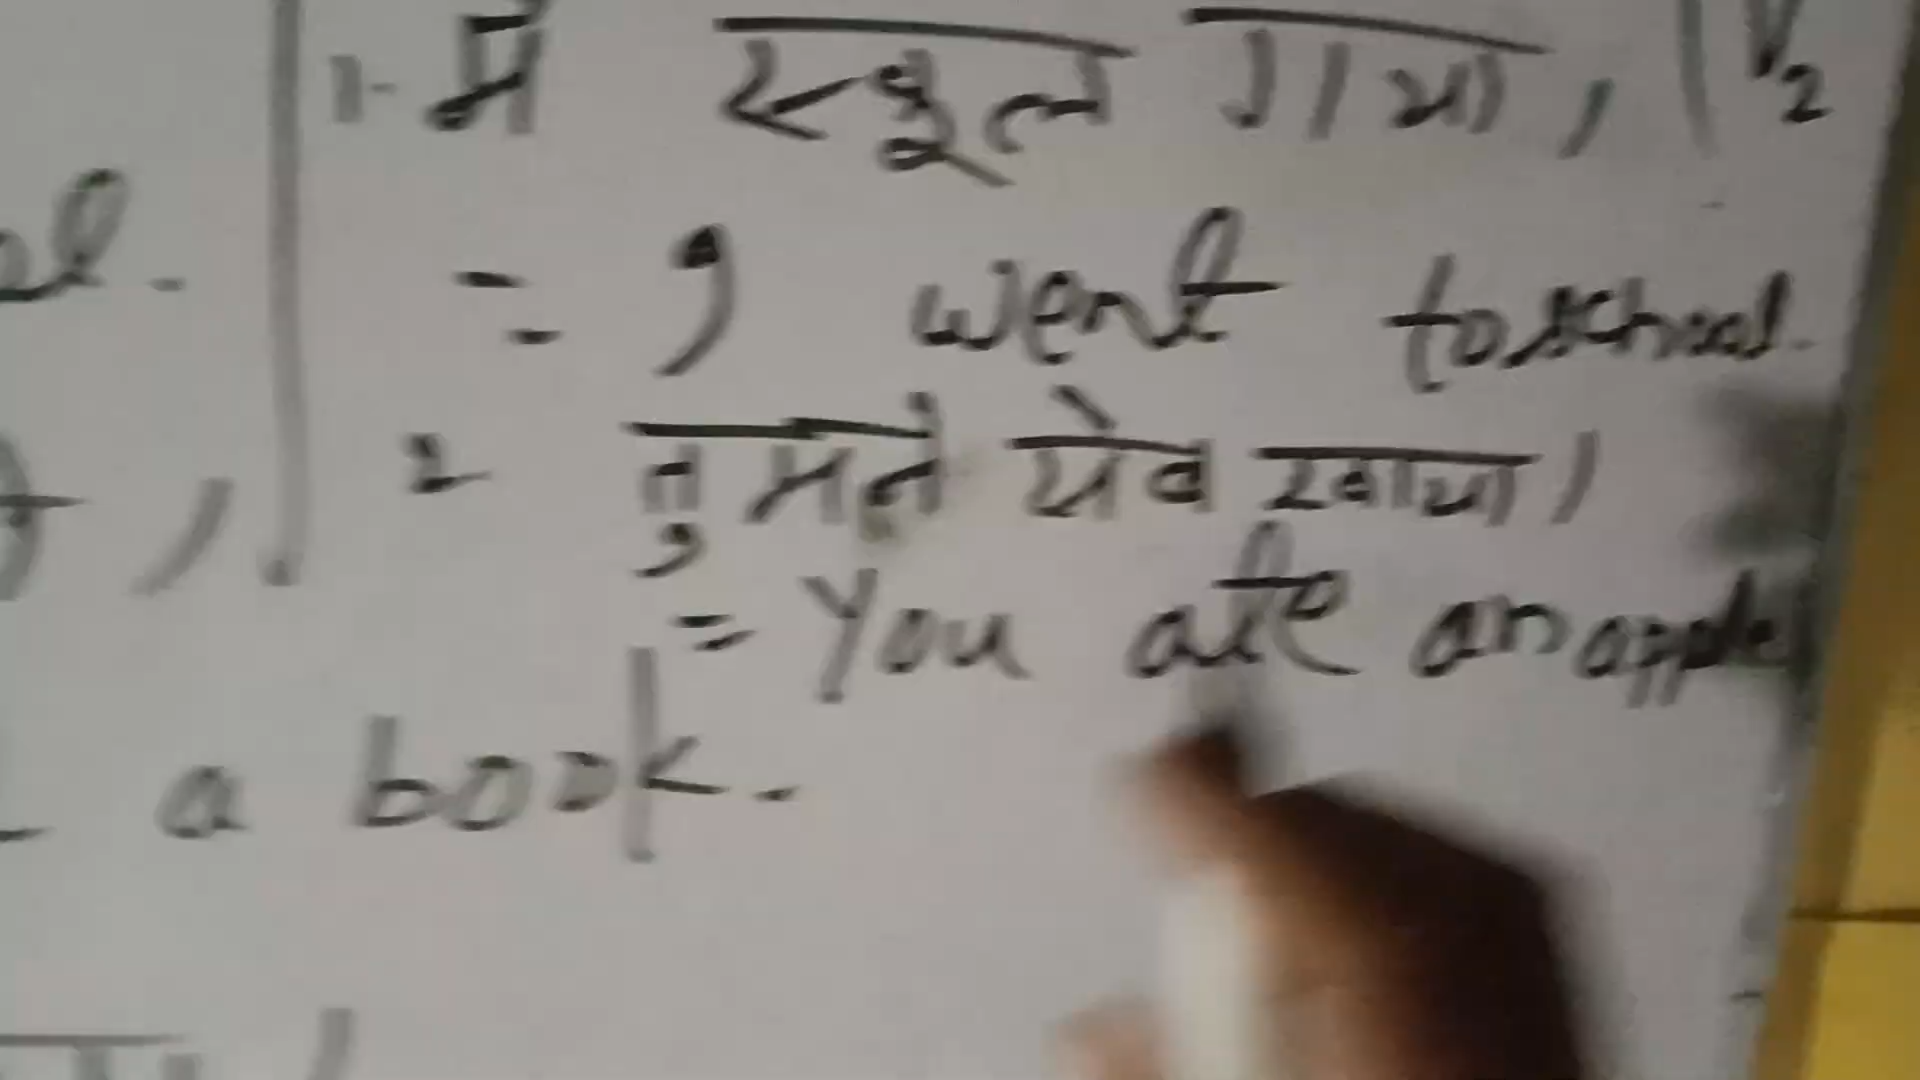 1. मैं स्कूल गया, V2
= I went to school.
2 तुमने सेव खाया,
= You ate an apple
a book.